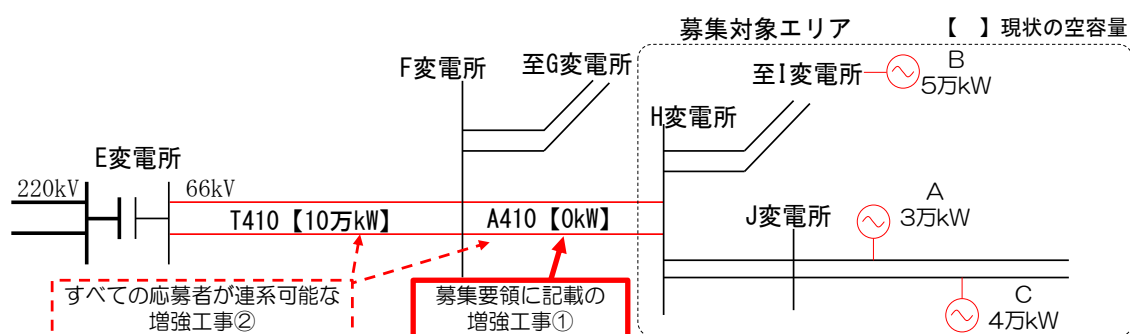 募集対象エリア
【　】現状の空容量
F変電所
至G変電所
至I変電所
B
5万kW
H変電所
E変電所
220kV
66kV
T410【10万kW】
A410【0kW】
J変電所
A
3万kW
C
4万kW
すべての応募者が連系可能な
増強工事②
募集要領に記載の
増強工事①